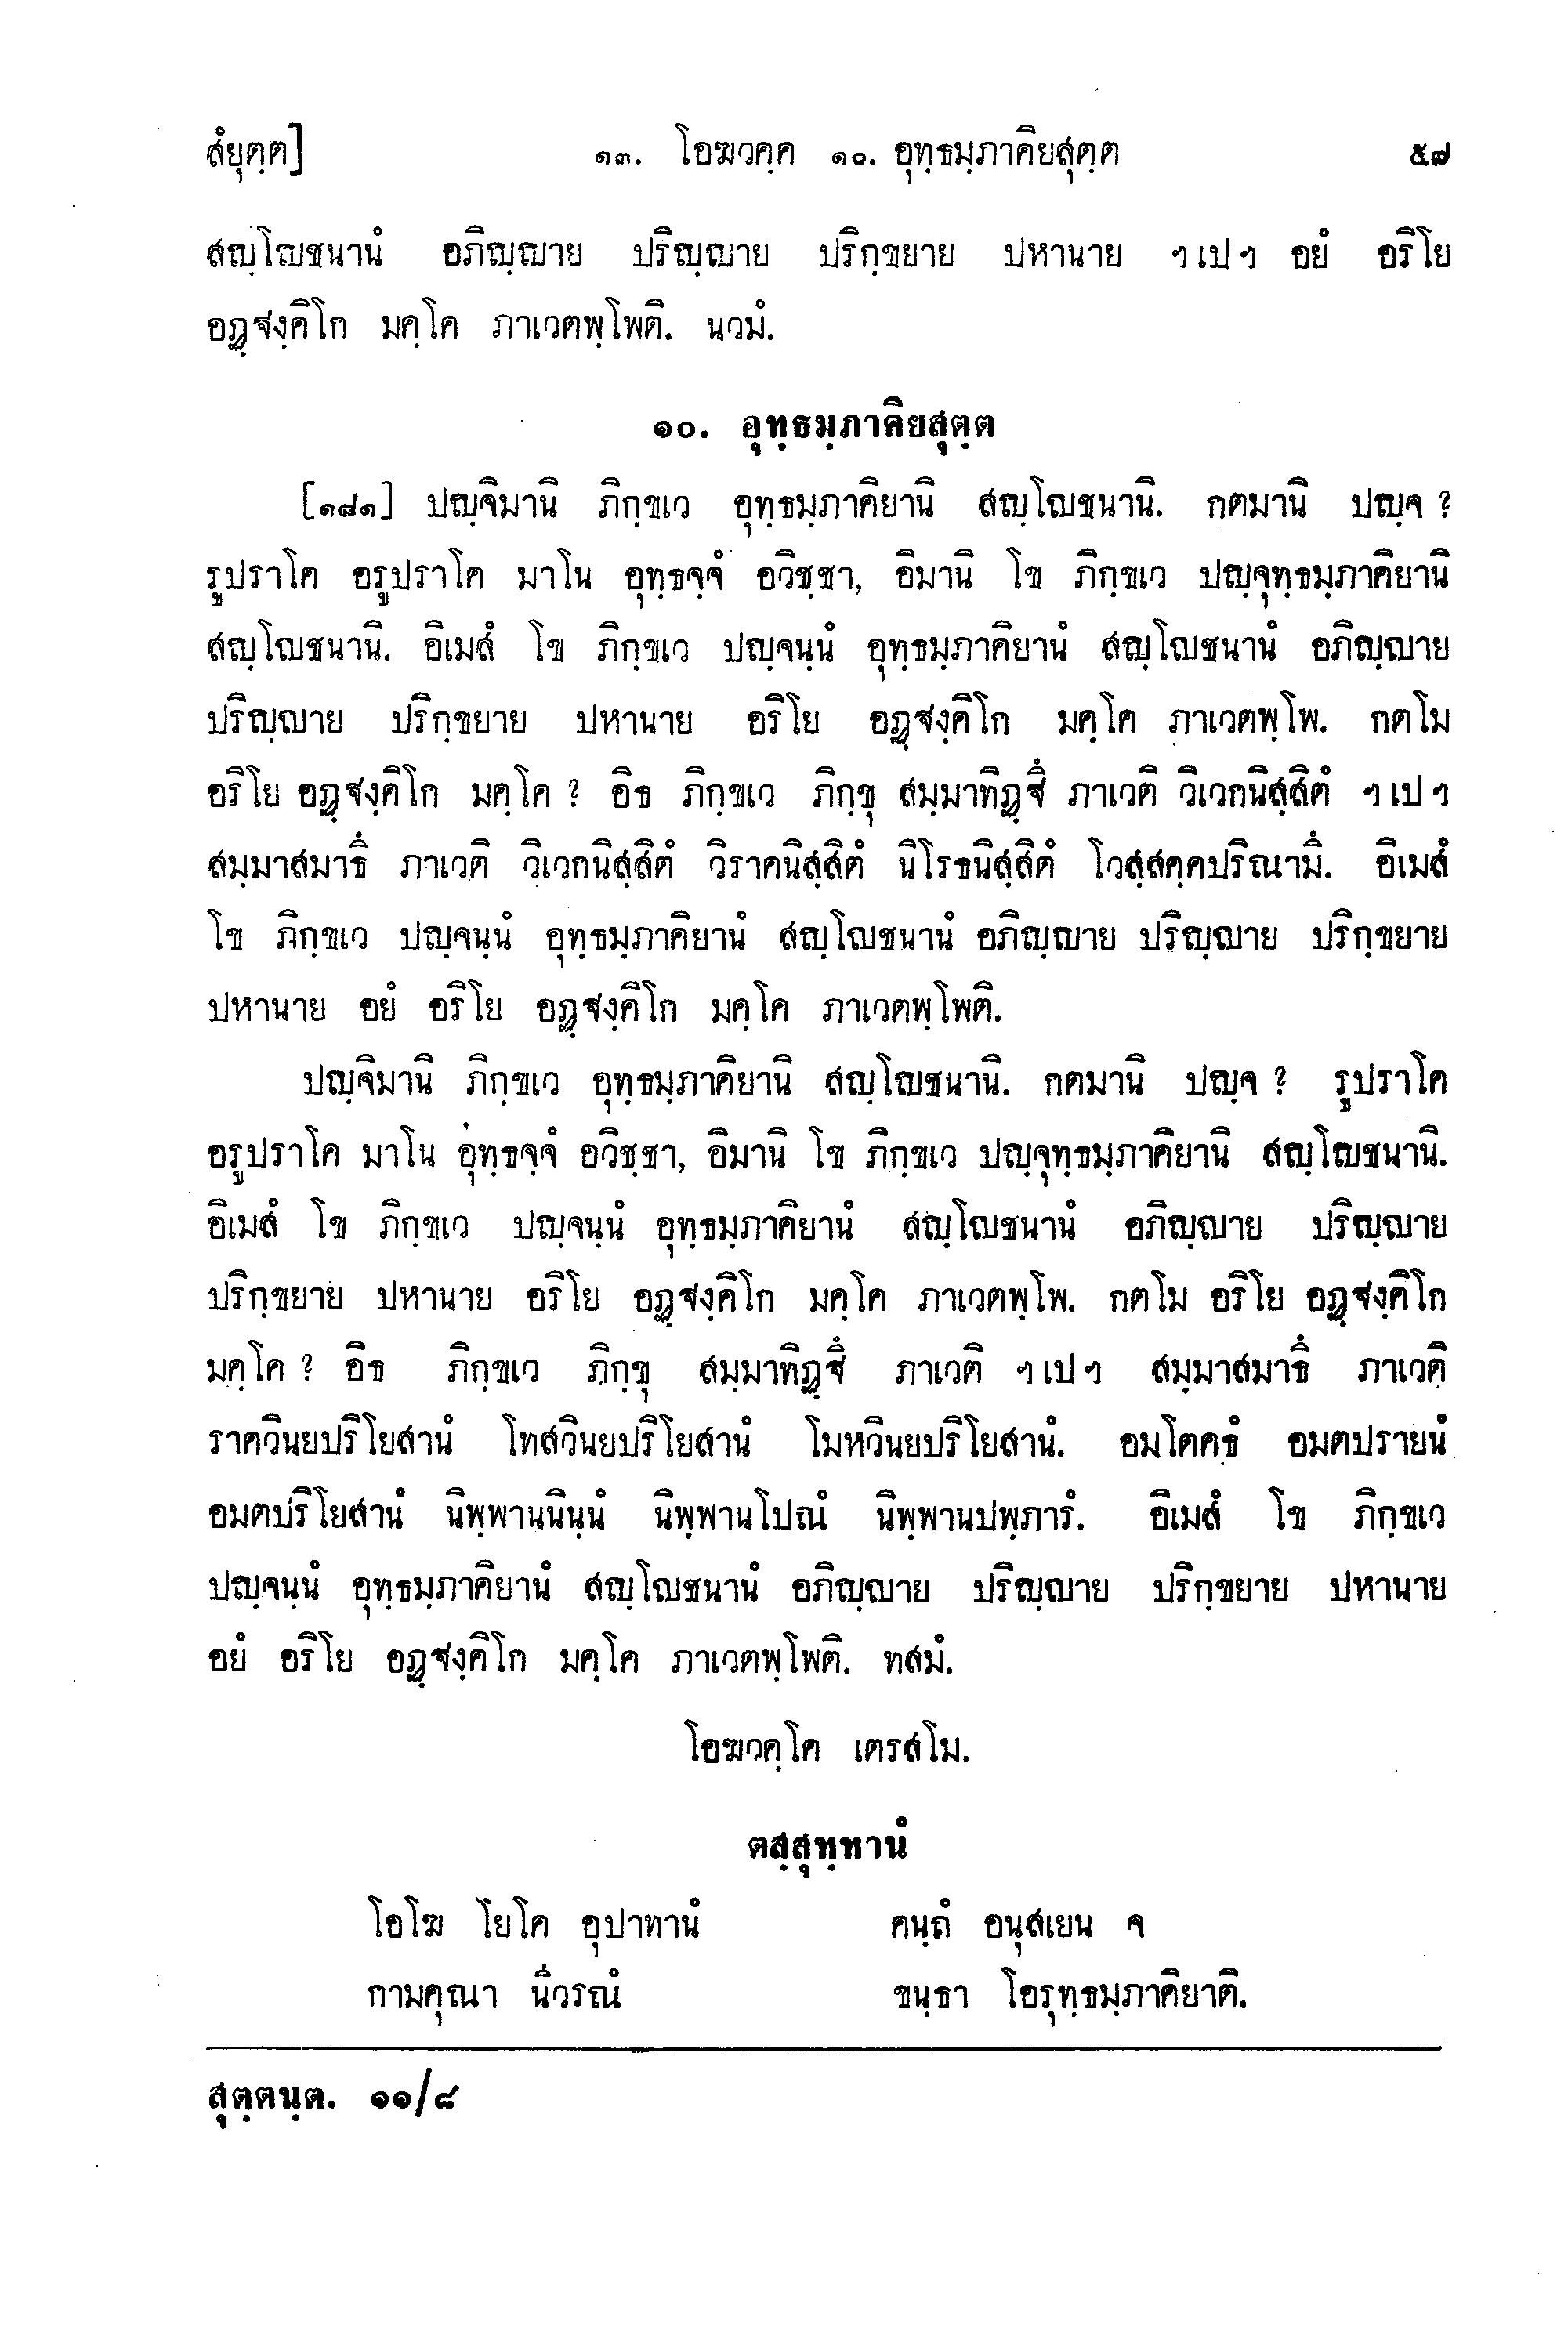 สํยุตฺต]		๑๓. โอฆวคฺค ๑๐. อุทฺธมฺภาคิยสุตฺต		๕๗
สญฺโญชนานํ อภิญฺญาย ปริญฺญาย ปริกฺขยาย ปหานาย ฯเปฯ อยํ อริโย
อฏฺฐงฺคิโก มคฺโค ภาเวตพฺโพติ. นวมํ.
๑๐. อุทฺธมฺภาคิยสุตฺต
[๑๘๑] ปญฺจิมานิ ภิกฺขเว อุทฺธมฺภาคิยานิ สญฺโญชนานิ. กตมานิ ปญฺจ ?
รูปราโค อรูปราโค มาโน อุทฺธจฺจํ อวิชฺชา, อิมานิ โข ภิกฺขเว ปญฺจุทฺธมฺภาคิยานิ
สญฺโญชนานิ. อิเมสํ โข ภิกฺขเว ปญฺจนฺนํ อุทฺธมฺภาคิยานํ สญฺโญชนานํ อภิญฺญาย
ปริญฺญาย ปริกฺขยาย ปหานาย อริโย อฏฺฐงฺคิโก มคฺโค ภาเวตพฺโพ. กตโม
อริโย อฏฺฐงฺคิโก มคฺโค ? อิธ ภิกฺขเว ภิกฺขุ สมฺมาทิฏฺฐึ ภาเวติ วิเวกนิสฺสิตํ ฯเปฯ
สมฺมาสมาธึ ภาเวติ วิเวกนิสฺสิตํ วิราคนิสฺสิตํ นิโรธนิสฺสิตํ โวสฺสคฺคปริณามึ. อิเมสํ
โข ภิกฺขเว ปญฺจนฺนํ อุทฺธมฺภาคิยานํ สญฺโญชนานํ อภิญฺญาย ปริญฺญาย ปริกฺขยาย
ปหานาย อยํ อริโย อฏฺฐงฺคิโก มคฺโค ภาเวตพฺโพติ.
ปญฺจิมานิ ภิกฺขเว อุทฺธมฺภาคิยานิ สญฺโญชนานิ. กตมานิ ปญฺจ ? รูปราโค
อรูปราโค มาโน อุทฺธจฺจํ อวิชฺชา, อิมานิ โข ภิกฺขเว ปญฺจุทฺธมฺภาคิยานิ สญฺโญชนานิ.
อิเมสํ โข ภิกฺขเว ปญฺจนฺนํ อุทฺธมฺภาคิยานํ สญฺโญชนานํ อภิญฺญาย ปริญฺญาย
ปริกฺขยาย ปหานาย อริโย อฏฺฐงฺคิโก มคฺโค ภาเวตพฺโพ. กตโม อริโย อฏฺฐงฺคิโก
มคฺโค ? อิธ ภิกฺขเว ภิกฺขุ สมฺมาทิฏฺฐึ ภาเวติ ฯเปฯ สมฺมาสมาธึ ภาเวติ
ราควินยปริโยสานํ โทสวินยปริโยสานํ โมหวินยปริโยสานํ. อมโตคธํ อมตปรายนํ
อมตปริโยสานํ นิพฺพานนินฺนํ นิพฺพานโปณํ นิพฺพานปพฺภารํ. อิเมสํ โข ภิกฺขเว
ปญฺจนฺนํ อุทฺธมฺภาคิยานํ สญฺโญชนานํ อภิญฺญาย ปริญฺญาย ปริกฺขยาย ปหานาย
อยํ อริโย อฏฺฐงฺคิโก มคฺโค ภาเวตพฺโพติ. ทสมํ.
โอฆวคฺโค เตรสโม.
ตสฺสุทฺทานํ
โอโฆ โยโค อุปาทานํ		คนฺถํ อนุสเยน จ
กามคุณา นีวรณํ		ขนฺธา โอรุทฺธมฺภาคิยาติ.
สุตฺตนฺต. ๑๑/๘